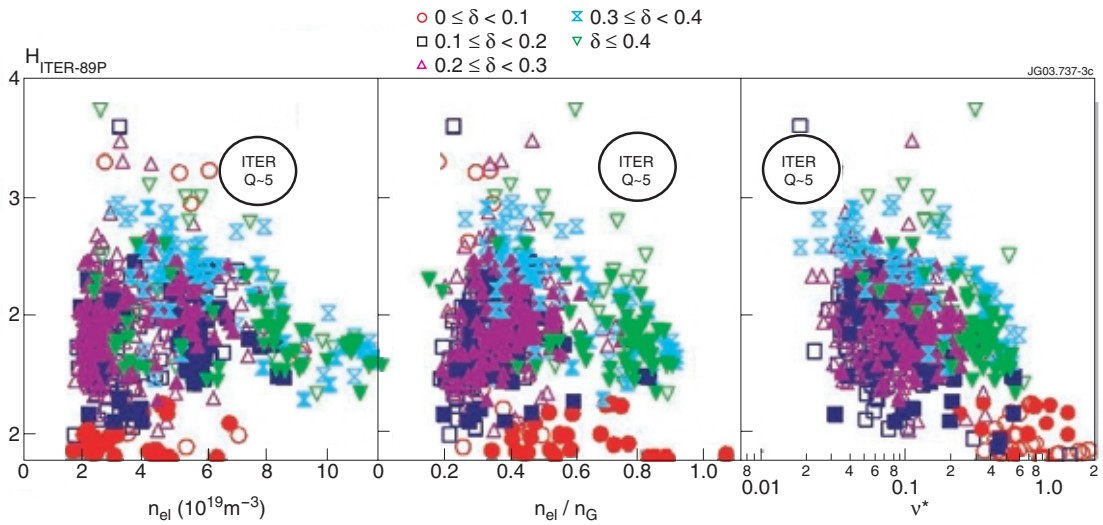 0 ≤ δ < 0.1
0.3 ≤ δ < 0.4
0.1 ≤ δ < 0.2
δ ≤ 0.4
0.2 ≤ δ < 0.3
H_ITER-89P
JG03.737-3c
4
3
2
2
ITER
Q~5
ITER
Q~5
ITER
Q~5
0 2 4 6 8 10 0
0.2 0.4 0.6 0.8 1.0
8 2 4 6 8 2 4 6 8 2
0.01 0.1 1.0
n_el (10^19 m^−3)
n_el / n_G
ν*